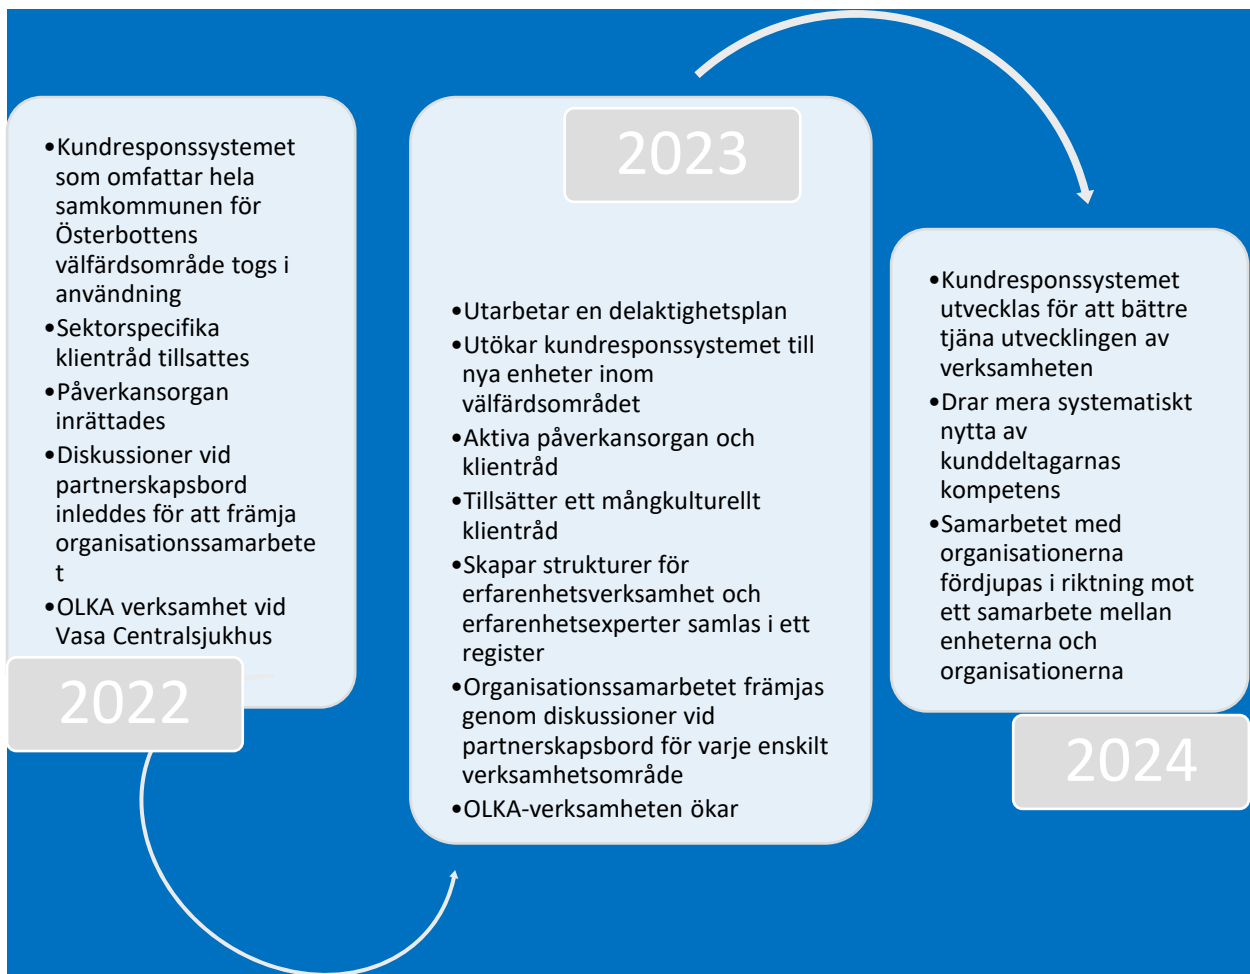 •Kundresponssystemet
som omfattar hela
samkommunen för
Österbottens
välfärdsområde togs i
användning
•Sektorspecifika
klientråd tillsattes
•Påverkansorgan
inrättades
•Diskussioner vid
partnerskapsbord
inleddes för att främja
organisationssamarbete
t
•OLKA verksamhet vid
Vasa Centralsjukhus
2022
2023
•Utarbetar en delaktighetsplan
•Utökar kundresponssystemet till
nya enheter inom
välfärdsområdet
•Aktiva påverkansorgan och
klientråd
•Tillsätter ett mångkulturellt
klientråd
•Skapar strukturer för
erfarenhetsverksamhet och
erfarenhetsexperter samlas i ett
register
•Organisationssamarbetet främjas
genom diskussioner vid
partnerskapsbord för varje enskilt
verksamhetsområde
•OLKA-verksamheten ökar
•Kundresponssystemet
utvecklas för att bättre
tjäna utvecklingen av
verksamheten
•Drar mera systematiskt
nytta av
kunddeltagarnas
kompetens
•Samarbetet med
organisationerna
fördjupas i riktning mot
ett samarbete mellan
enheterna och
organisationerna
2024